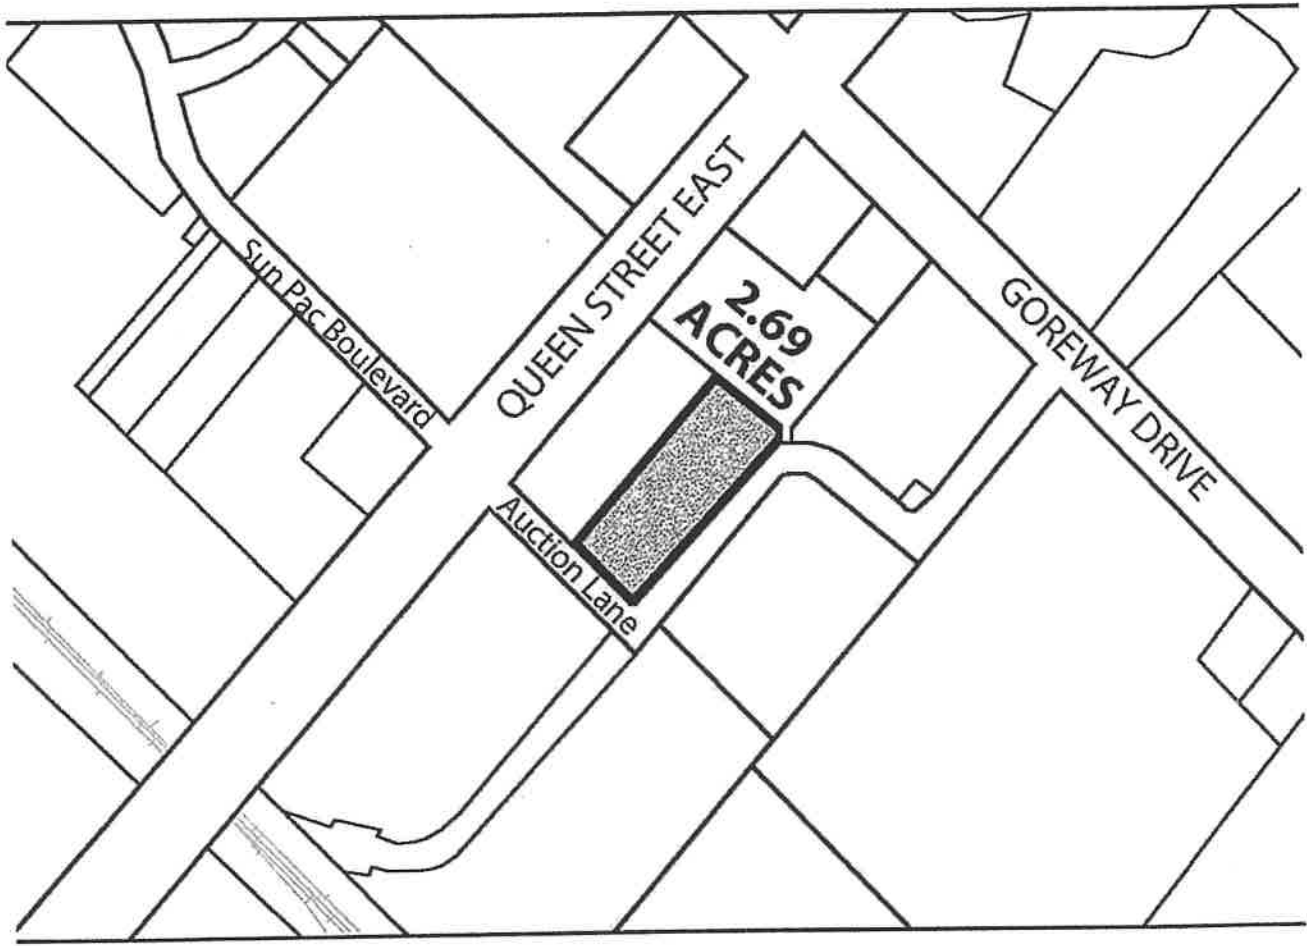 QUEEN STREET EAST
Sun Pac Boulevard
2.69
ACRES
GOREWAY DRIVE
Auction Lane